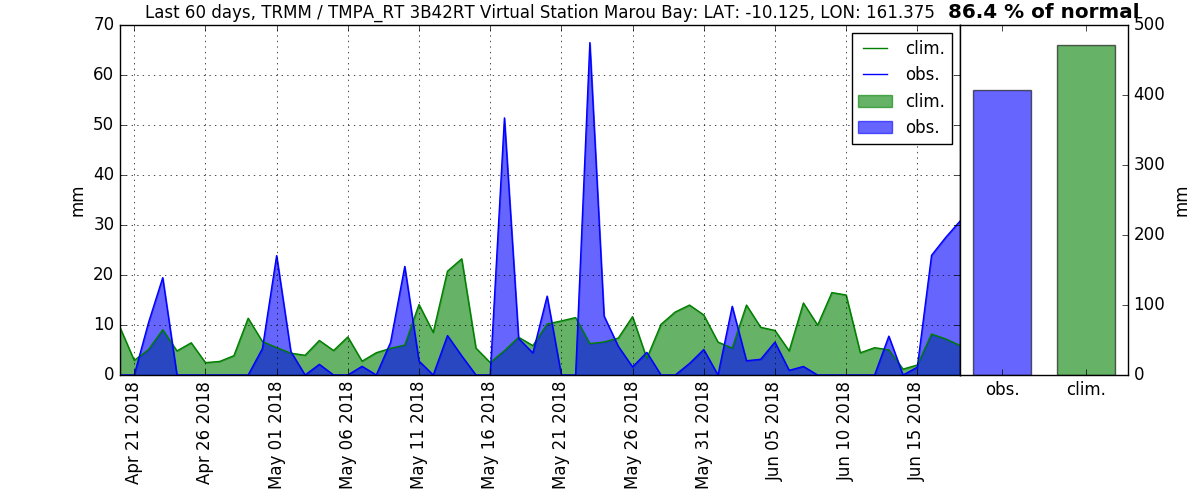 Last 60 days, TRMM / TMPA_RT 3B42RT Virtual Station Marou Bay: LAT: -10.125, LON: 161.375 86.4 % of normal
70
60
50
40
30
20
10
0
mm
clim.
obs.
clim.
obs.
500
400
300
200
100
0
mm
obs.
clim.
Apr 21 2018
Apr 26 2018
May 01 2018
May 06 2018
May 11 2018
May 16 2018
May 21 2018
May 26 2018
May 31 2018
Jun 05 2018
Jun 10 2018
Jun 15 2018